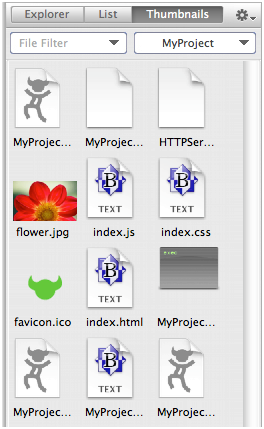 Explorer List Thumbnails
File Filter MyProject
MyProjec... MyProjec... HTTPSer...
TEXT TEXT
flower.jpg index.js index.css
TEXT
favicon.ico index.html MyProjec...
TEXT
MyProjec... MyProjec... MyProjec...